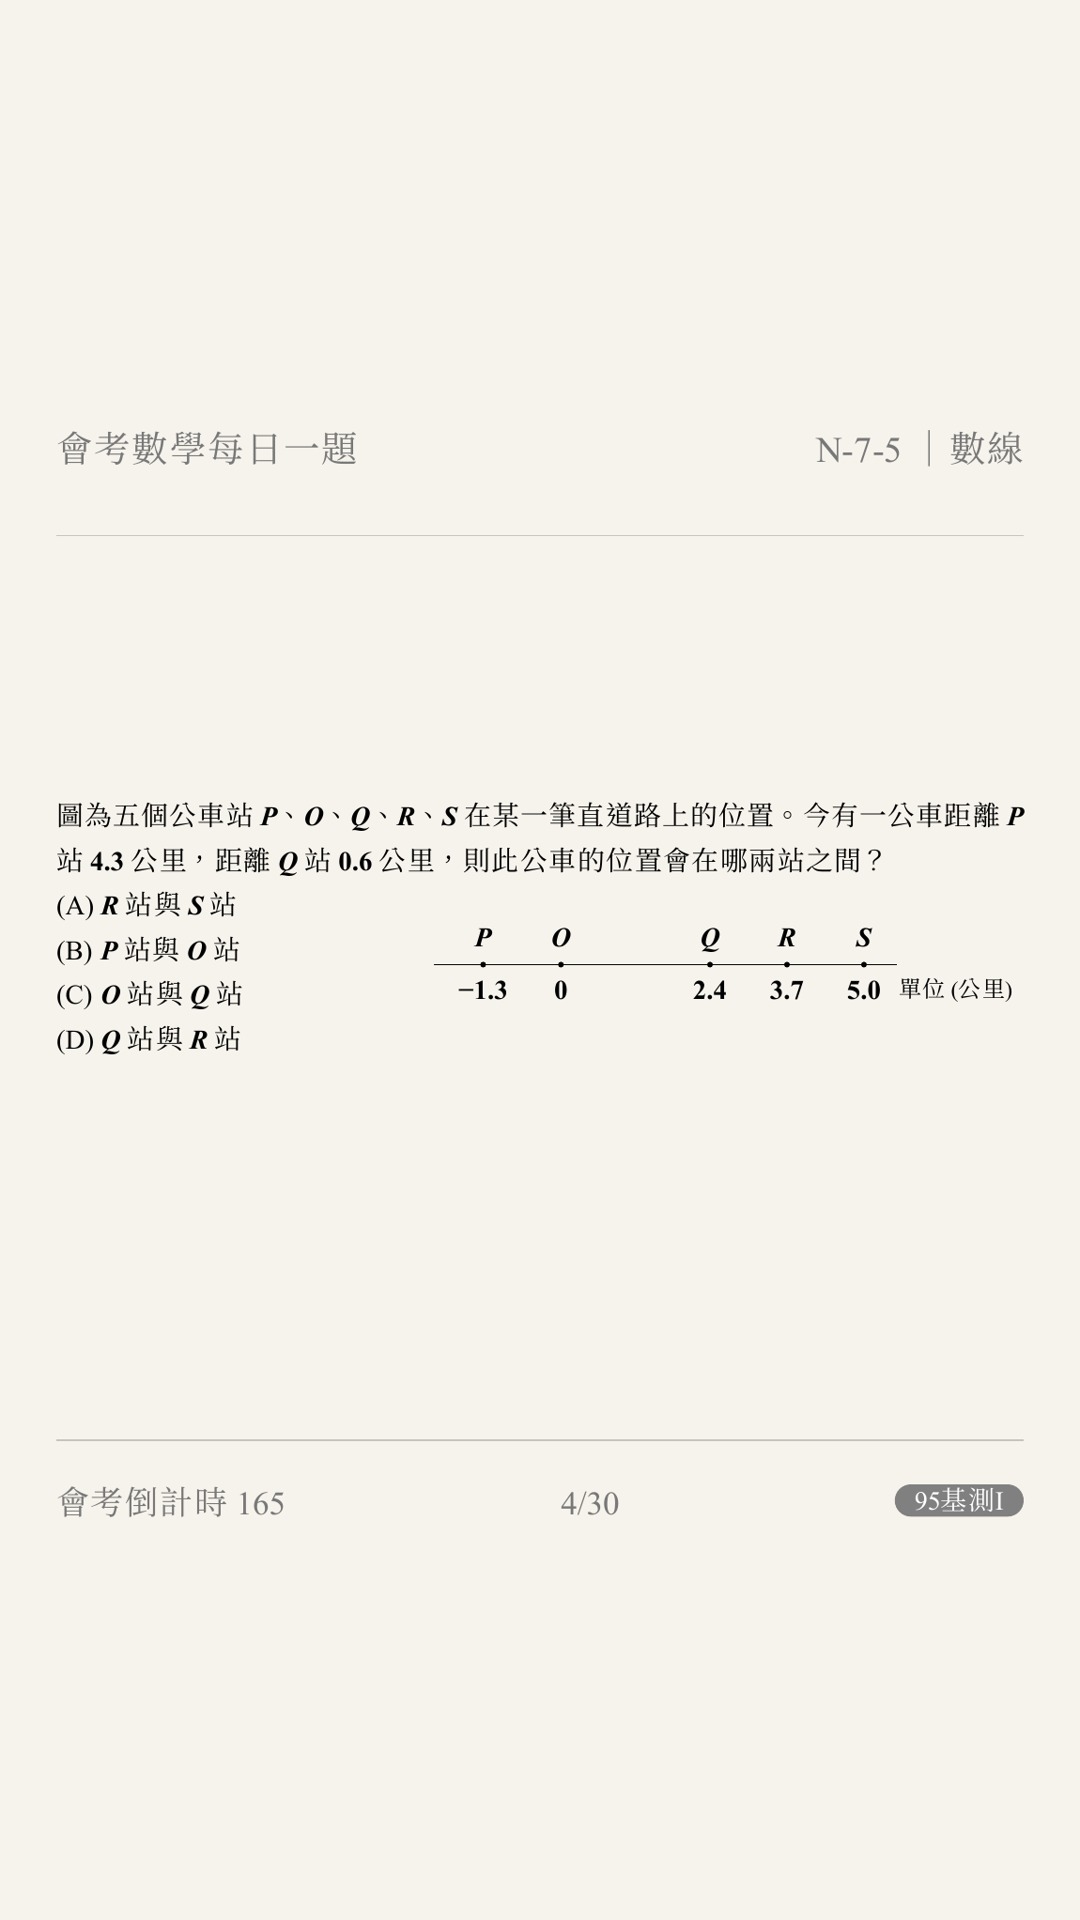 會考數學每日一題
N-7-5｜數線
圖為五個公車站 P、O、Q、R、S 在某一筆直道路上的位置。今有一公車距離 P
站 4.3 公里，距離 Q 站 0.6 公里，則此公車的位置會在哪兩站之間？
(A) R 站與 S 站
(B) P 站與 O 站
(C) O 站與 Q 站
(D) Q 站與 R 站
P O Q R S
−1.3 0 2.4 3.7 5.0 單位 (公里)
會考倒計時 165
4/30
95基測I